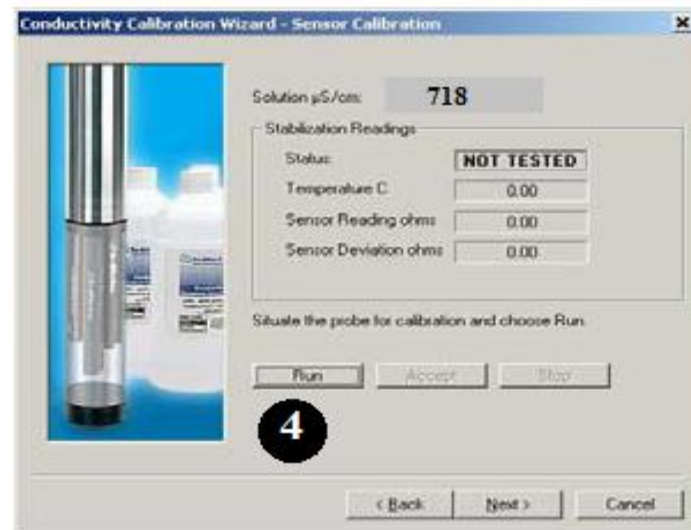 Conductivity Calibration Wizard - Sensor Calibration
Solution µS/cm: 718
Stabilization Readings
Status: NOT TESTED
Temperature C 0.00
Sensor Reading ohms 0.00
Sensor Deviation ohms 0.00
Situate the probe for calibration and choose Run.
Run Accept Stop
4
< Back Next > Cancel